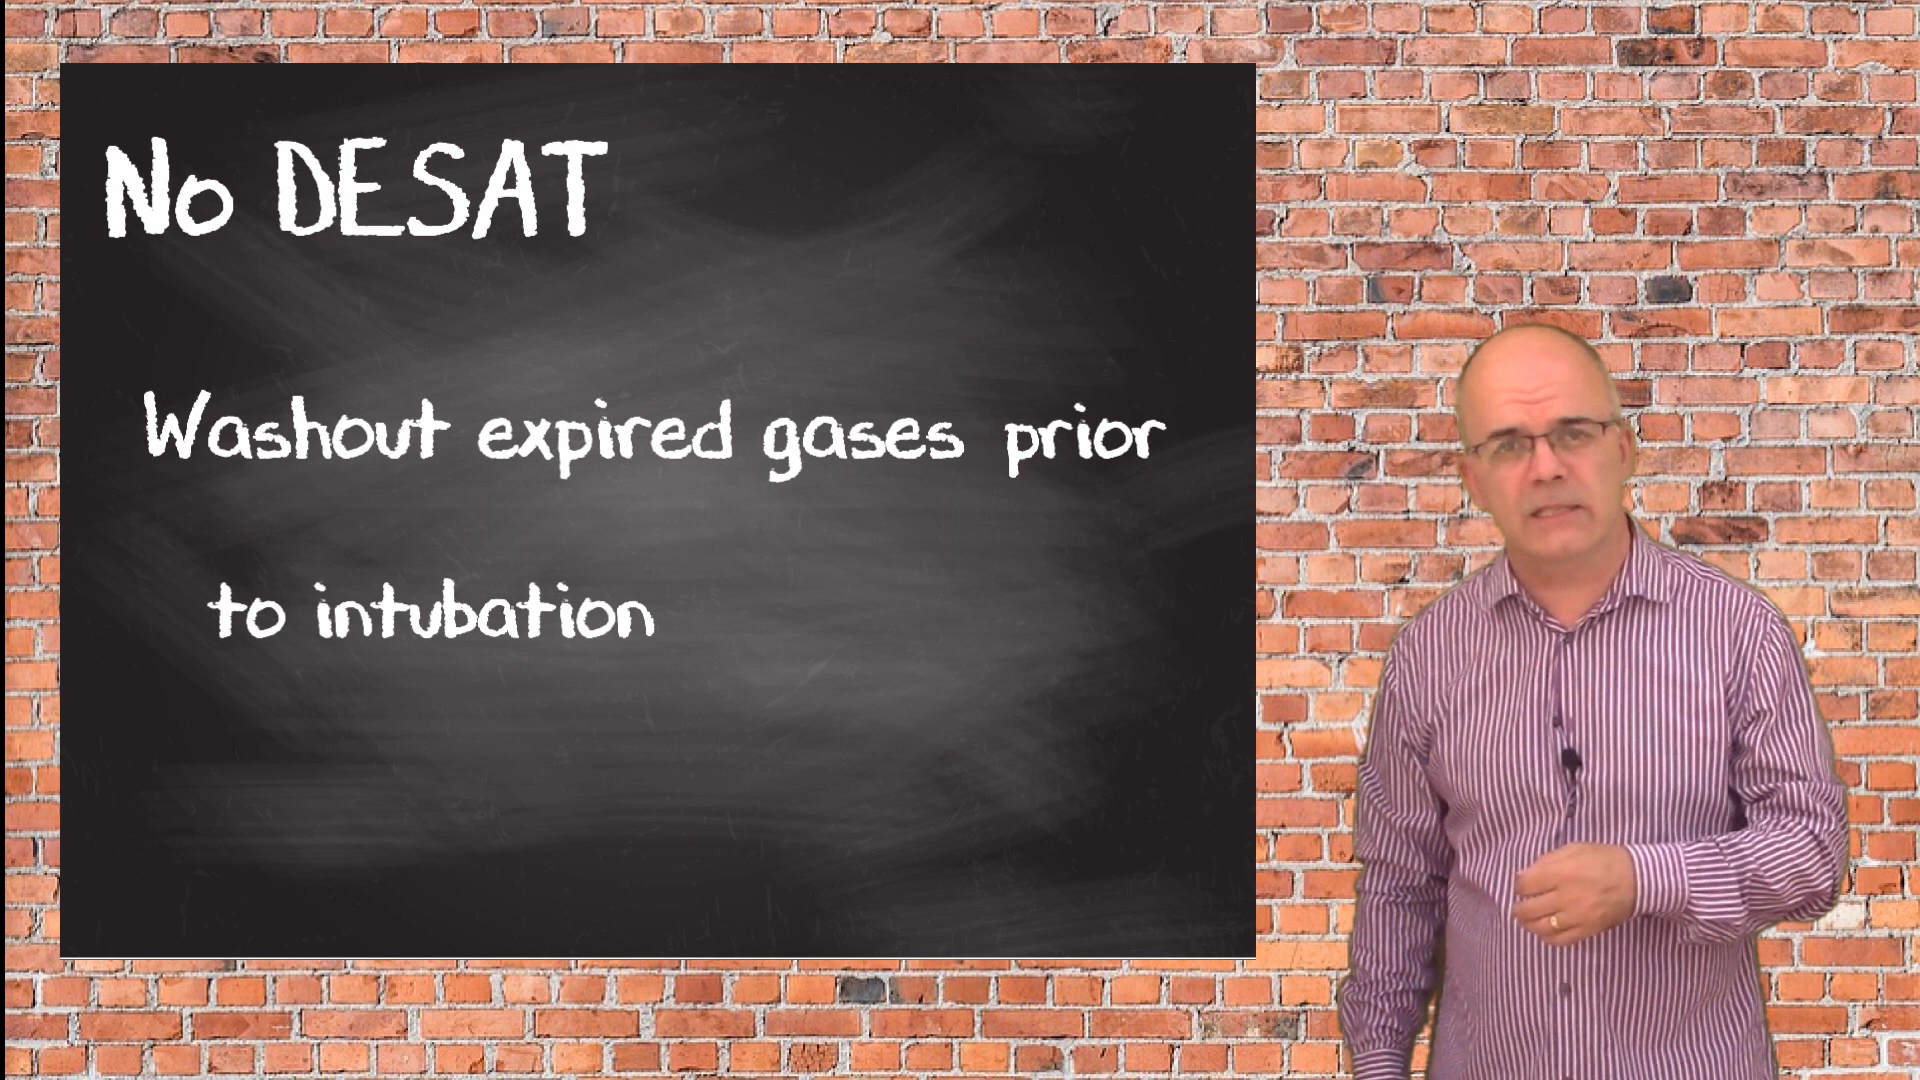 No DESAT
Washout expired gases prior
to intubation